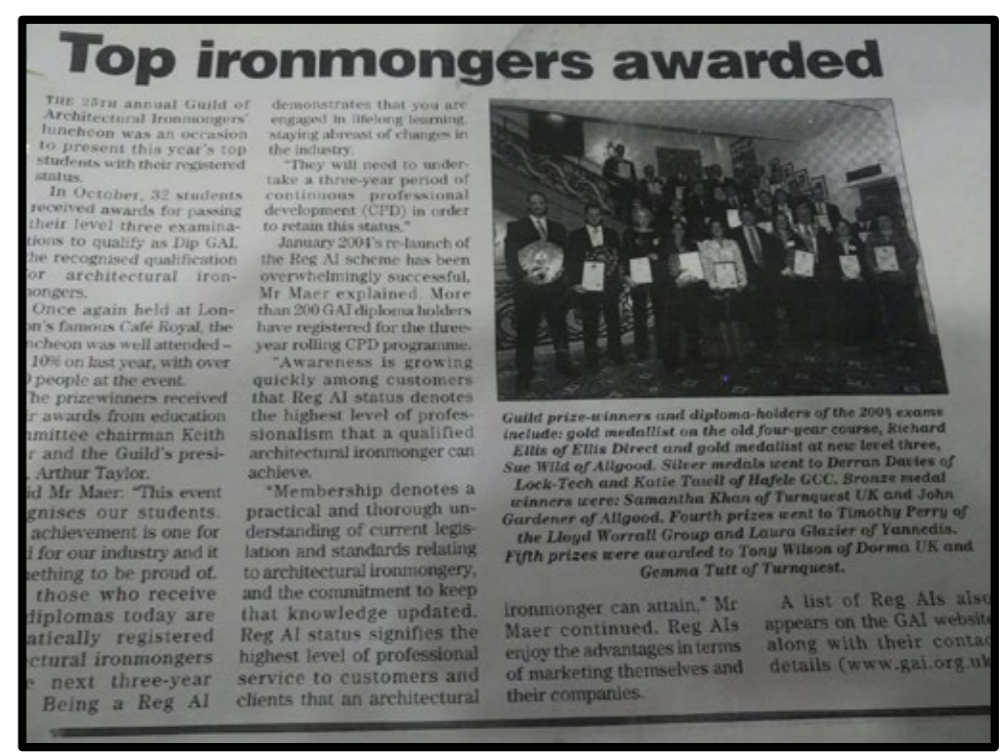 Top ironmongers awarded
THE 25TH annual Guild of
Architectural Ironmongers'
luncheon was an occasion
to present this year's top
students with their registered
status.
In October, 32 students
received awards for passing
their level three examina-
tions to qualify as Dip GAI,
the recognised qualification
or architectural iron-
ongers.
Once again held at Lon-
on's famous Café Royal, the
ncheon was well attended –
10% on last year, with over
people at the event.
he prizewinners received
r awards from education
mmittee chairman Keith
r and the Guild's presi-
Arthur Taylor.
id Mr Maer: "This event
gnises our students.
achievement is one for
for our industry and it
ething to be proud of.
those who receive
diplomas today are
atically registered
ectural ironmongers
e next three-year
Being a Reg AI
demonstrates that you are
engaged in lifelong learning,
staying abreast of changes in
the industry.
"They will need to under-
take a three-year period of
continuous professional
development (CPD) in order
to retain this status."
January 2004's re-launch of
the Reg AI scheme has been
overwhelmingly successful,
Mr Maer explained. More
than 200 GAI diploma holders
have registered for the three-
year rolling CPD programme.
"Awareness is growing
quickly among customers
that Reg AI status denotes
the highest level of profes-
sionalism that a qualified
architectural ironmonger can
achieve.
"Membership denotes a
practical and thorough un-
derstanding of current legis-
lation and standards relating
to architectural ironmongery,
and the commitment to keep
that knowledge updated.
Reg AI status signifies the
highest level of professional
service to customers and
clients that an architectural
Guild prize-winners and diploma-holders of the 2004 exams
include: gold medallist on the old four-year course, Richard
Ellis of Ellis Direct and gold medallist at new level three,
Sue Wild of Allgood. Silver medals went to Derran Davies of
Lock-Tech and Katie Tawil of Hafele GCC. Bronze medal
winners were: Samantha Khan of Turnquest UK and John
Gardener of Allgood. Fourth prizes went to Timothy Perry of
the Lloyd Worrall Group and Laura Glazier of Yannedis.
Fifth prizes were awarded to Tony Wilson of Dorma UK and
Gemma Tutt of Turnquest.
ironmonger can attain," Mr
Maer continued. Reg AIs
enjoy the advantages in terms
of marketing themselves and
their companies.
A list of Reg AIs also
appears on the GAI website
along with their contac
details (www.gai.org.uk